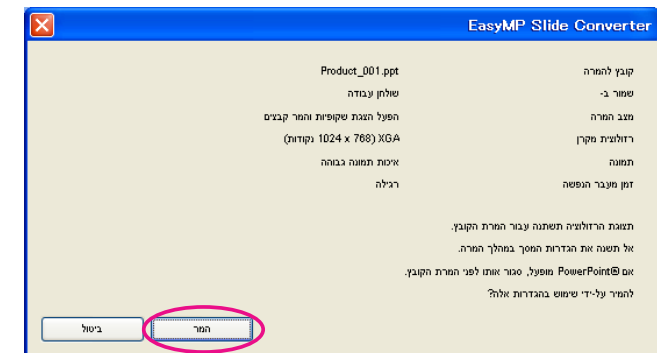 EasyMP Slide Converter
קובץ להמרה Product_001.ppt
שמור ב- שולחן עבודה
מצב המרה הפעל הצגת שקופיות והמר קבצים
רזולוצית מקרן XGA (768 x 1024 נקודות)
תמונה איכות תמונה גבוהה
זמן מעבר הנפשה רגילה
תצוגת הרזולוציה תשתנה עבור המרת הקובץ.
אל תשנה את הגדרות המסך במהלך המרה.
אם PowerPoint® מופעל, סגור אותו לפני המרת הקובץ.
להמיר על-ידי שימוש בהגדרות אלה?
המר ביטול